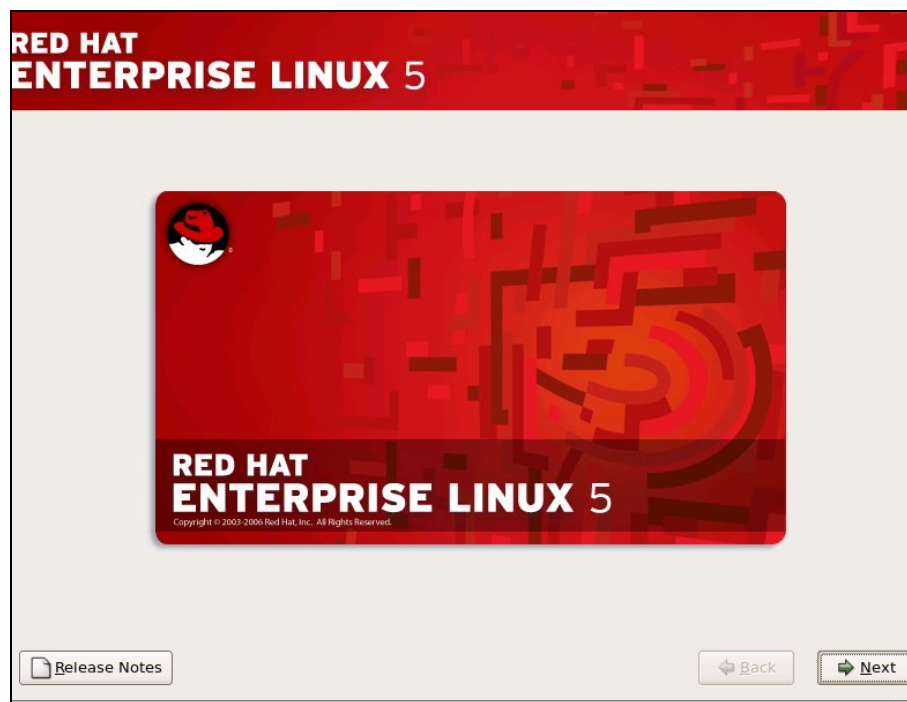 RED HAT
ENTERPRISE LINUX 5
RED HAT
ENTERPRISE LINUX 5
Copyright © 2003-2006 Red Hat, Inc. All Rights Reserved.
Release Notes
Back
Next